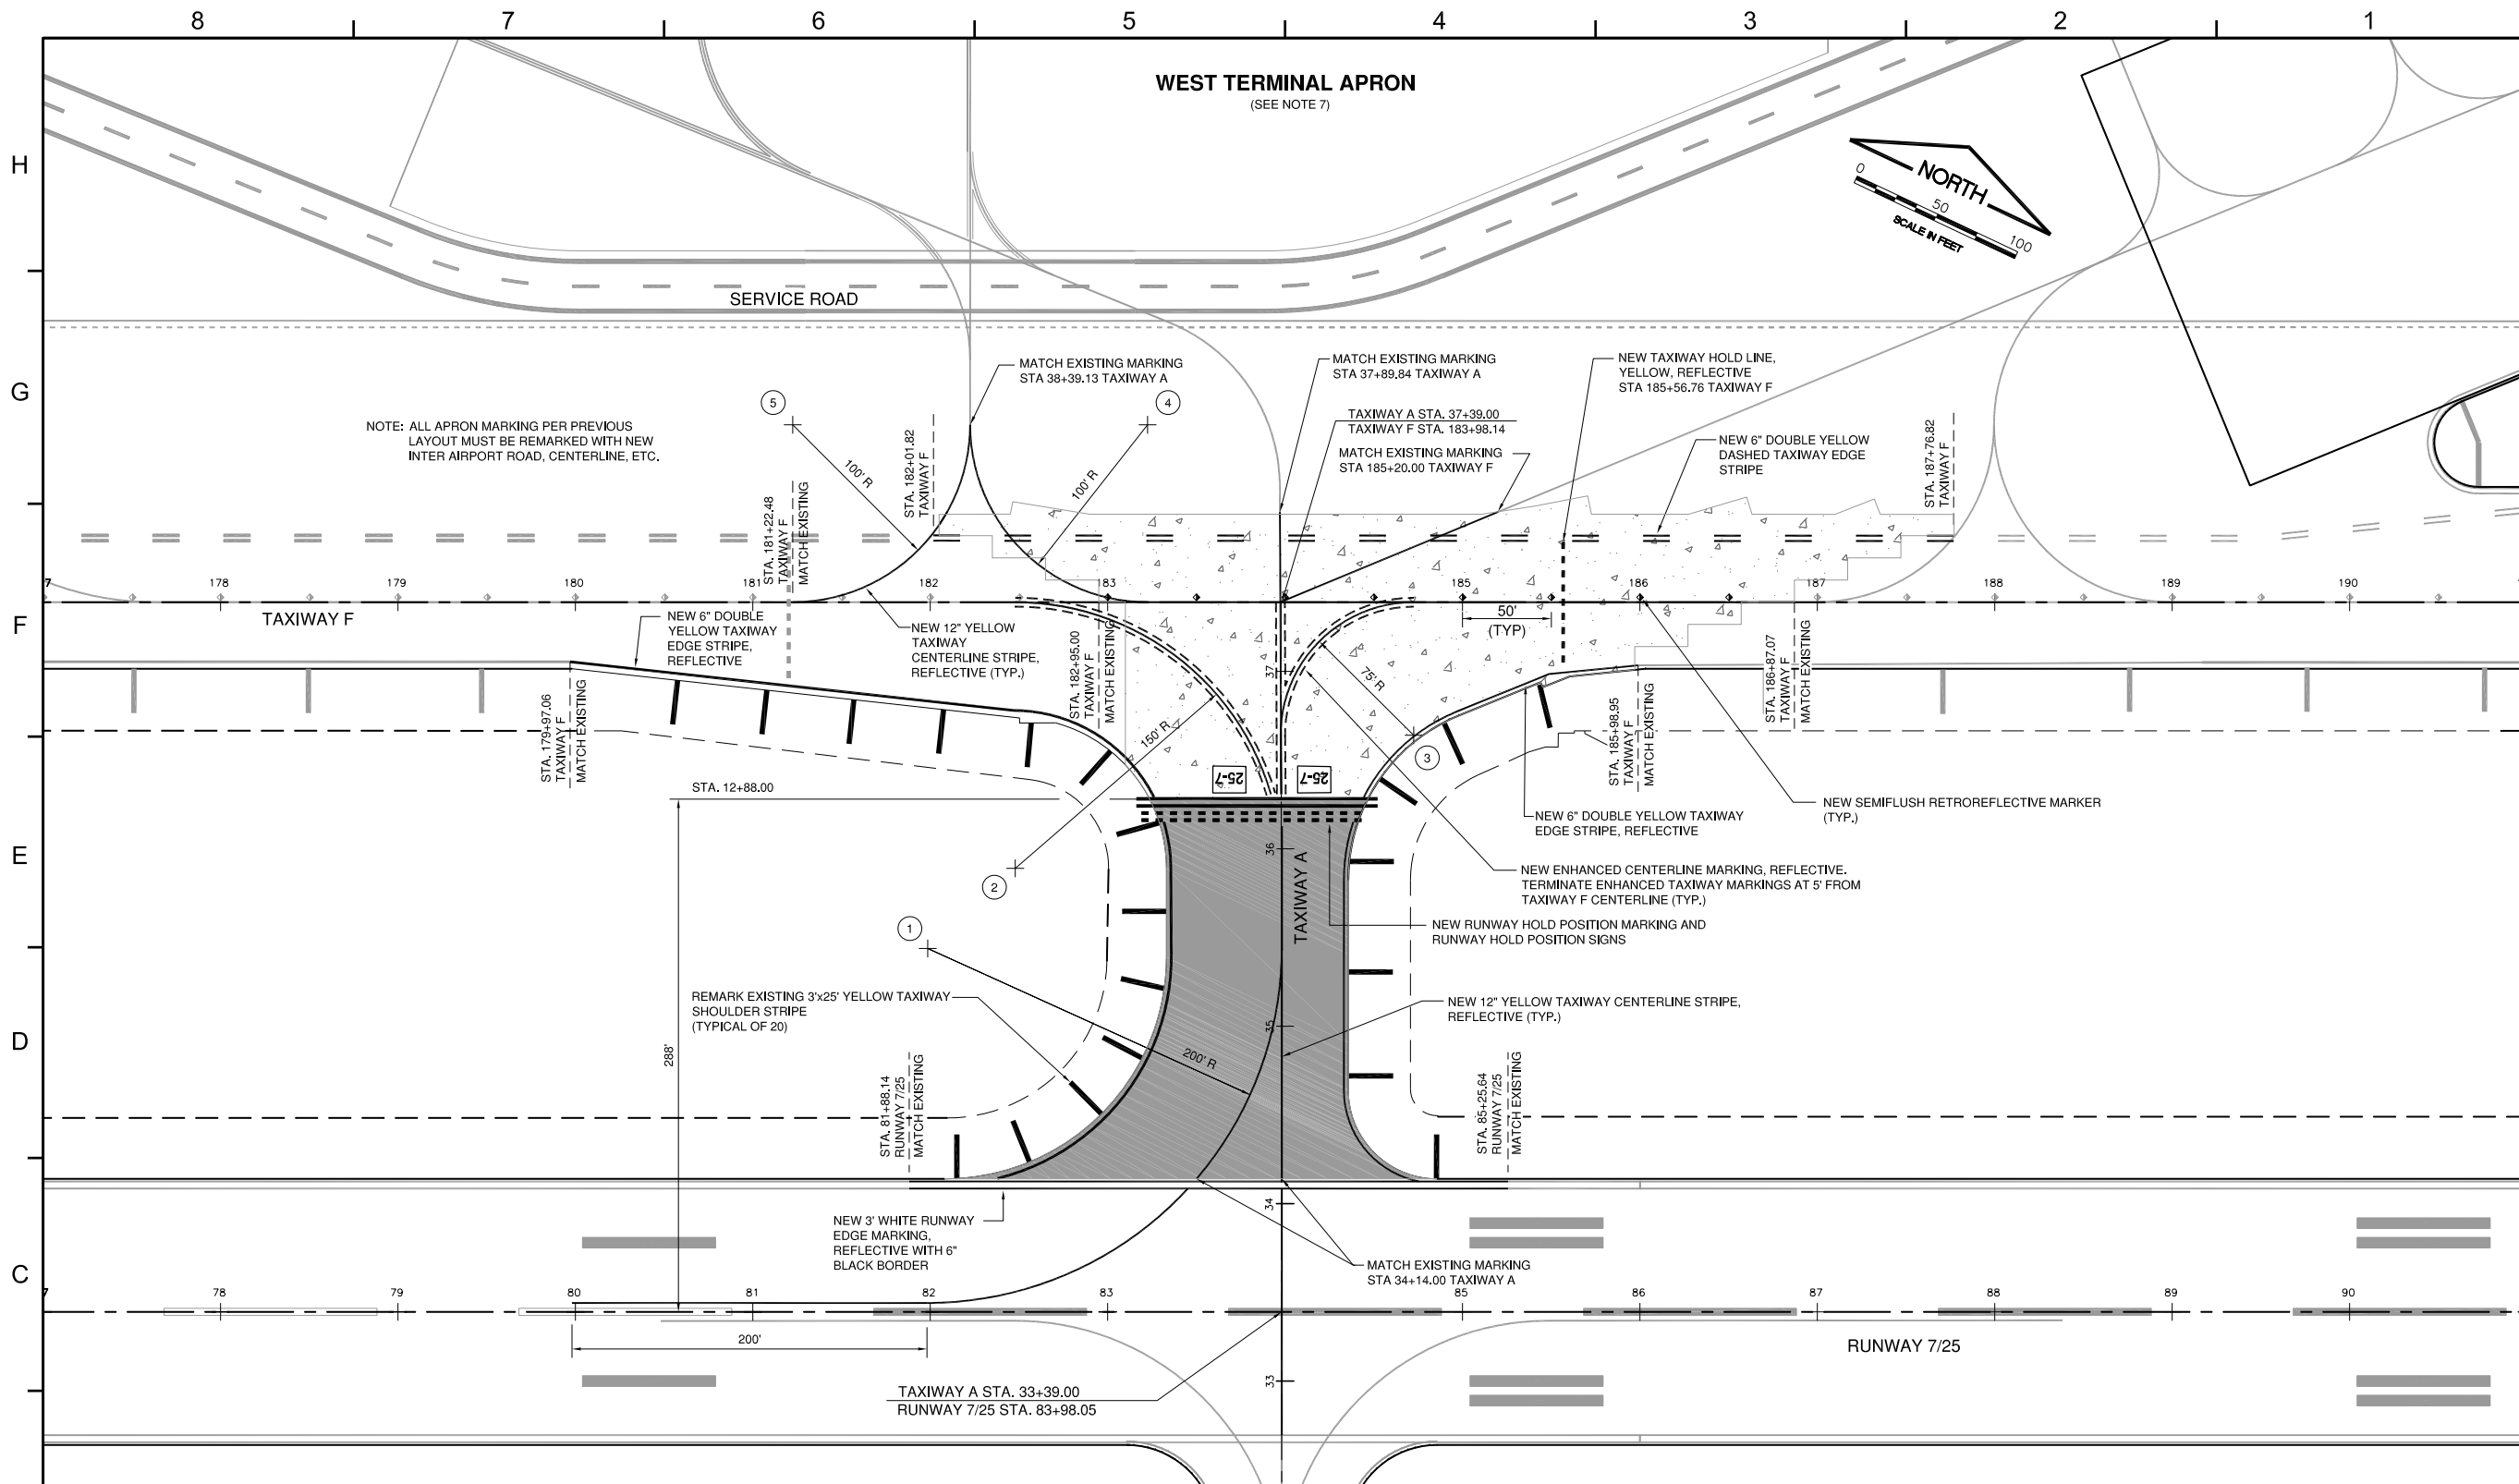 8 7 6 5 4 3 2 1
H
G
F
E
D
C
WEST TERMINAL APRON
(SEE NOTE 7)
NORTH
0 50 100
SCALE IN FEET
SERVICE ROAD
MATCH EXISTING MARKING
STA 38+39.13 TAXIWAY A
MATCH EXISTING MARKING
STA 37+89.84 TAXIWAY A
NEW TAXIWAY HOLD LINE,
YELLOW, REFLECTIVE
STA 185+56.76 TAXIWAY F
5
4
NOTE: ALL APRON MARKING PER PREVIOUS
LAYOUT MUST BE REMARKED WITH NEW
INTER AIRPORT ROAD, CENTERLINE, ETC.
TAXIWAY A STA. 37+39.00
TAXIWAY F STA. 183+98.14
MATCH EXISTING MARKING
STA 185+20.00 TAXIWAY F
NEW 6" DOUBLE YELLOW
DASHED TAXIWAY EDGE
STRIPE
100' R
100' R
STA. 181+22.48
TAXIWAY F
MATCH EXISTING
STA. 182+01.82
TAXIWAY F
STA. 187+76.82
TAXIWAY F
7 178 179 180 181 182 183 185 186 187 188 189 190
TAXIWAY F
50'
(TYP)
NEW 6" DOUBLE
YELLOW TAXIWAY
EDGE STRIPE,
REFLECTIVE
NEW 12" YELLOW
TAXIWAY
CENTERLINE STRIPE,
REFLECTIVE (TYP.)
STA. 182+95.00
TAXIWAY F
MATCH EXISTING
37
75' R
150' R
3
STA. 179+97.06
TAXIWAY F
MATCH EXISTING
STA. 185+98.95
TAXIWAY F
MATCH EXISTING
STA. 186+87.07
TAXIWAY F
MATCH EXISTING
25-7
25-7
STA. 12+88.00
NEW SEMIFLUSH RETROREFLECTIVE MARKER
(TYP.)
NEW 6" DOUBLE YELLOW TAXIWAY
EDGE STRIPE, REFLECTIVE
36
TAXIWAY A
2
NEW ENHANCED CENTERLINE MARKING, REFLECTIVE.
TERMINATE ENHANCED TAXIWAY MARKINGS AT 5' FROM
TAXIWAY F CENTERLINE (TYP.)
1
NEW RUNWAY HOLD POSITION MARKING AND
RUNWAY HOLD POSITION SIGNS
REMARK EXISTING 3'x25' YELLOW TAXIWAY
SHOULDER STRIPE
(TYPICAL OF 20)
NEW 12" YELLOW TAXIWAY CENTERLINE STRIPE,
REFLECTIVE (TYP.)
35
288'
200' R
STA. 81+88.14
RUNWAY 7/25
MATCH EXISTING
STA. 85+25.64
RUNWAY 7/25
MATCH EXISTING
34
NEW 3' WHITE RUNWAY
EDGE MARKING,
REFLECTIVE WITH 6"
BLACK BORDER
MATCH EXISTING MARKING
STA 34+14.00 TAXIWAY A
7 78 79 80 81 82 83 85 86 87 88 89 90
200'
RUNWAY 7/25
33
TAXIWAY A STA. 33+39.00
RUNWAY 7/25 STA. 83+98.05